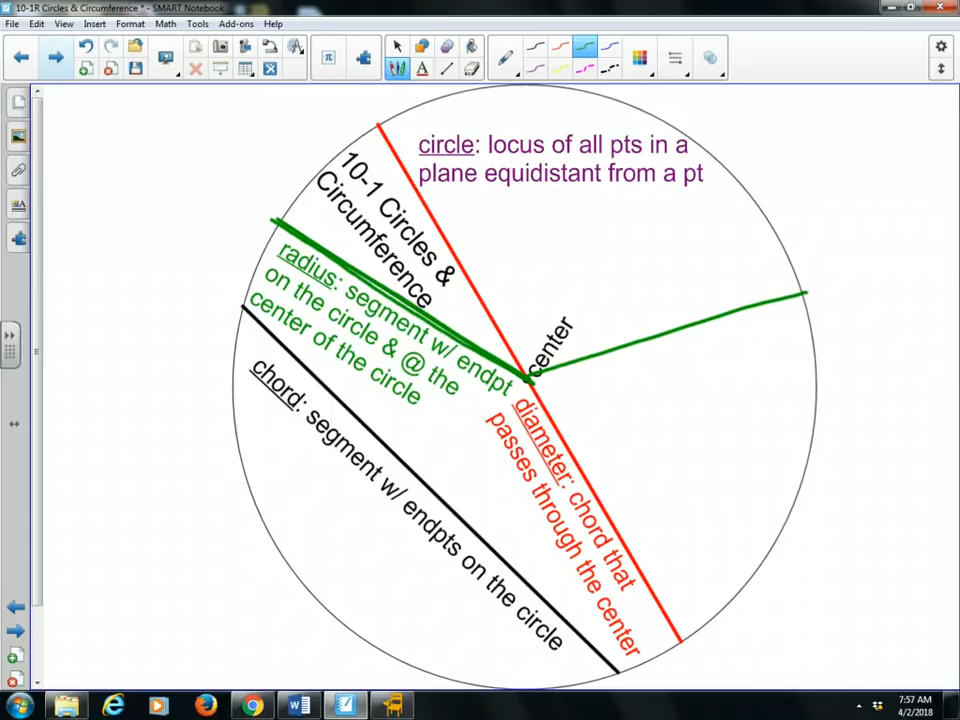 10-1R Circles & Circumference * - SMART Notebook
File Edit View Insert Format Math Tools Add-ons Help
circle: locus of all pts in a
plane equidistant from a pt
10-1 Circles &
Circumference
radius: segment w/ endpt
on the circle & @ the
center of the circle
center
chord: segment w/ endpts on the circle
diameter: chord that
passes through the center
7:57 AM
4/2/2018